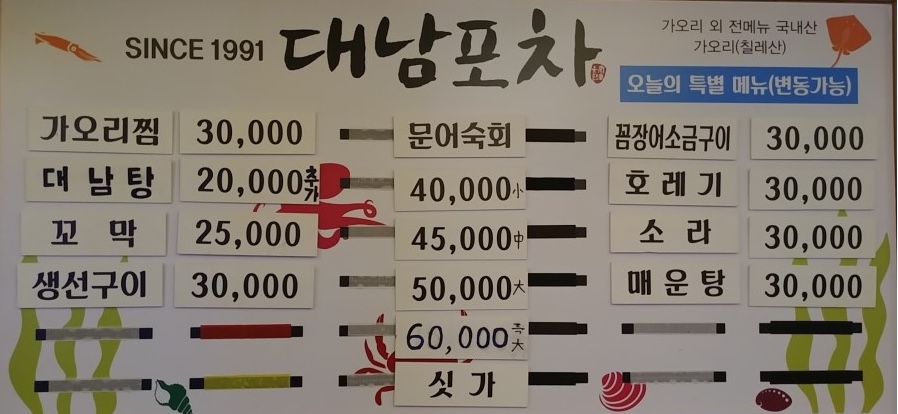 SINCE 1991 대남포차
가오리 외 전메뉴 국내산
가오리(칠레산)
오늘의 특별 메뉴(변동가능)
가오리찜 30,000
대남탕 20,000추가
꼬막 25,000
생선구이 30,000
문어숙회
40,000小
45,000中
50,000大
60,000특大
싯가
꼼장어소금구이 30,000
호레기 30,000
소라 30,000
매운탕 30,000